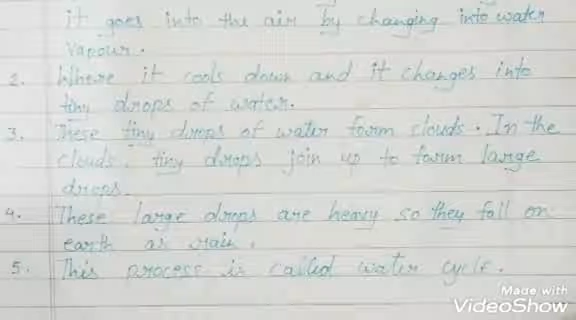 it goes into the air by changing into water
vapour.
2. Where it cools down and it changes into
tiny drops of water.
3. These tiny drops of water form clouds. In the
clouds, tiny drops join up to form large
drops.
4. These large drops are heavy so they fall on
earth as rain.
5. This process is called water cycle.
Made with
VideoShow